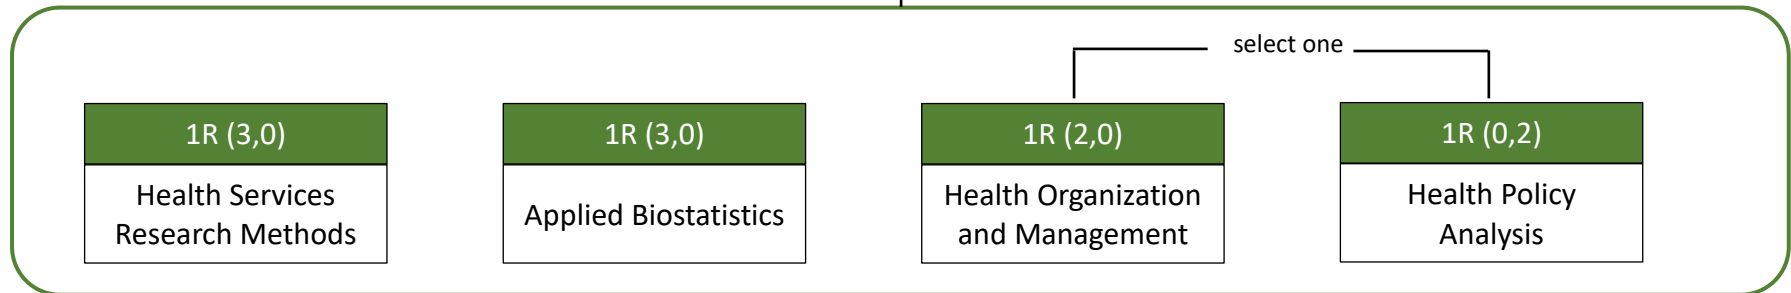 select one
1R (3,0)
Health Services
Research Methods
1R (3,0)
Applied Biostatistics
1R (2,0)
Health Organization
and Management
1R (0,2)
Health Policy
Analysis